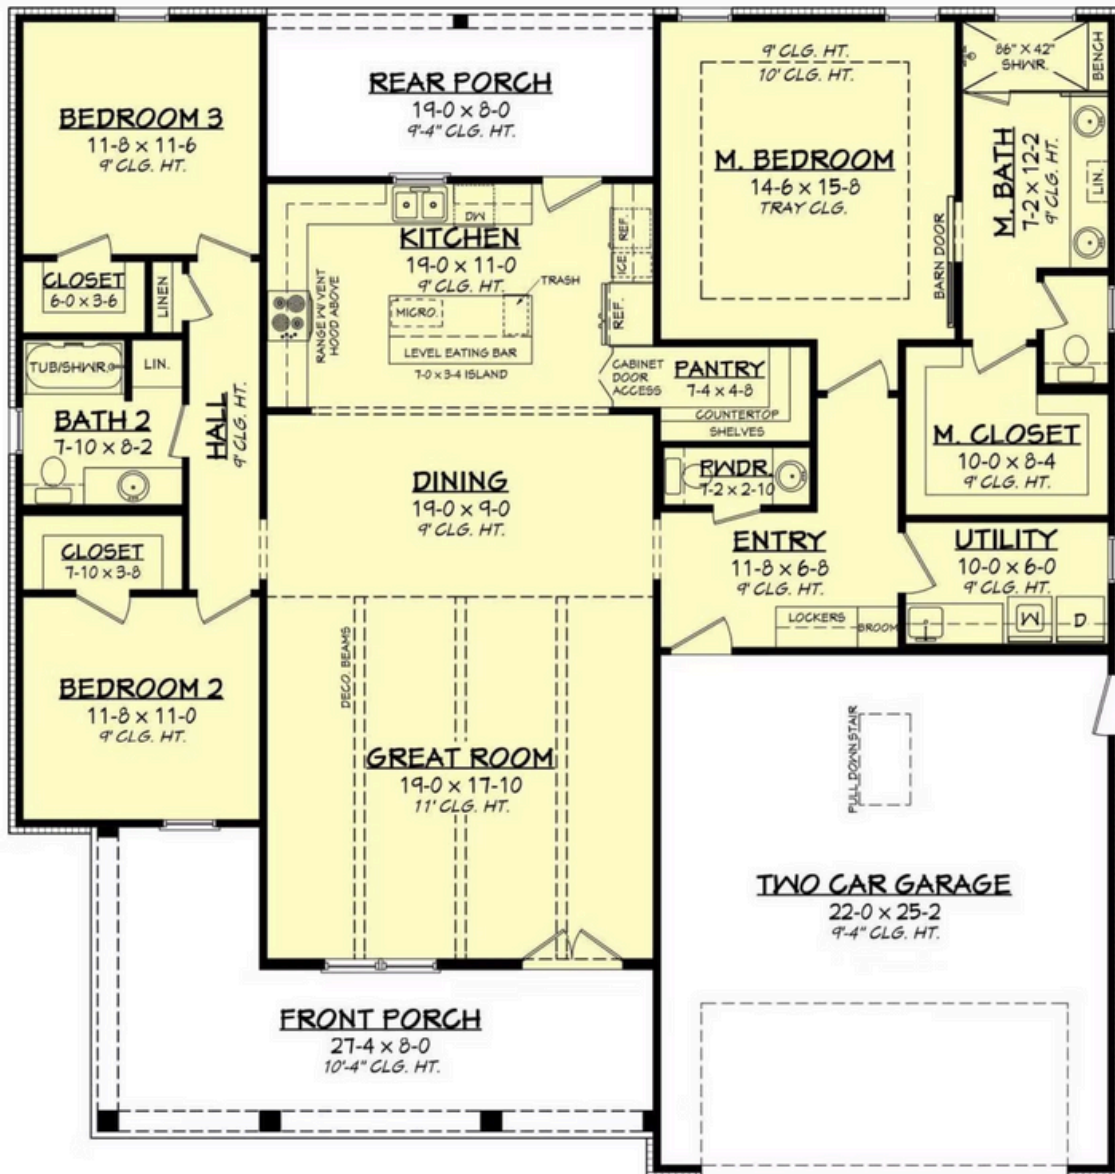 BEDROOM 3
11-8 x 11-6
9' CLG. HT.
REAR PORCH
19-0 x 8-0
9'-4" CLG. HT.
9' CLG. HT.
10' CLG. HT.
M. BEDROOM
14-6 x 15-8
TRAY CLG.
BARN DOOR
86" X 42"
SHWR.
BENCH
M. BATH
7-2 x 12-2
9' CLG. HT.
LIN.
CLOSET
6-0 x 3-6
LINEN
KITCHEN
19-0 x 11-0
9' CLG. HT.
DW
REF.
ICE
REF.
TRASH
RANGE W/ VENT
HOOD ABOVE
MICRO.
LEVEL EATING BAR
7-0 x 3-4 ISLAND
CABINET
DOOR
ACCESS
PANTRY
7-4 x 4-8
COUNTERTOP
SHELVES
TUB/SHWR.
LIN.
BATH 2
7-10 x 8-2
HALL
9' CLG. HT.
M. CLOSET
10-0 x 8-4
9' CLG. HT.
DINING
19-0 x 9-0
9' CLG. HT.
PWDR.
7-2 x 2-10
CLOSET
7-10 x 3-8
ENTRY
11-8 x 6-8
9' CLG. HT.
LOCKERS
BROOM
UTILITY
10-0 x 6-0
9' CLG. HT.
W
D
BEDROOM 2
11-8 x 11-0
9' CLG. HT.
DECO. BEAMS
GREAT ROOM
19-0 x 17-10
11' CLG. HT.
PULL DOWN STAIR
TWO CAR GARAGE
22-0 x 25-2
9'-4" CLG. HT.
FRONT PORCH
27-4 x 8-0
10'-4" CLG. HT.